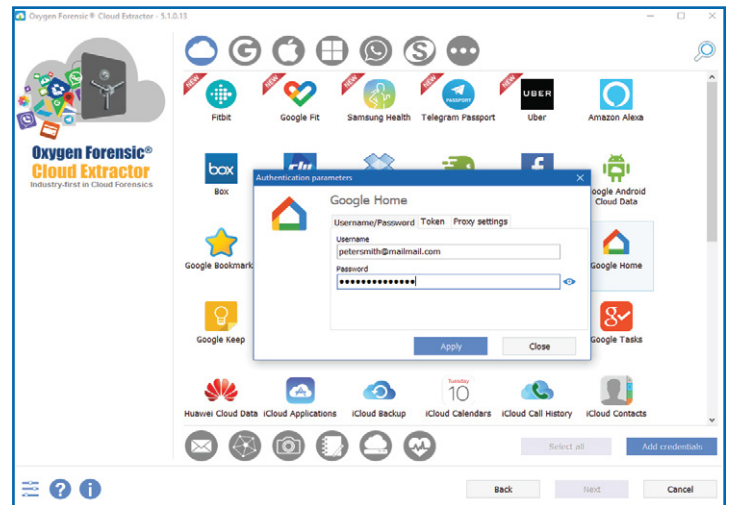 Oxygen Forensic® Cloud Extractor - 5.1.0.13
Oxygen Forensic®
Cloud Extractor
Industry-first in Cloud Forensics
NEW NEW NEW NEW NEW
PASSPORT
UBER
Fitbit Google Fit Samsung Health Telegram Passport Uber Amazon Alexa
box
Box
Google Android
Cloud Data
Authentication parameters
Google Home
Username/Password Token Proxy settings
Username
petersmith@mailmail.com
Password
Apply Close
Google Bookmark
Google Home
Google Keep
Google Tasks
Tuesday
10
Huawei Cloud Data iCloud Applications iCloud Backup iCloud Calendars iCloud Call History iCloud Contacts
Select all Add credentials
Back Next Cancel